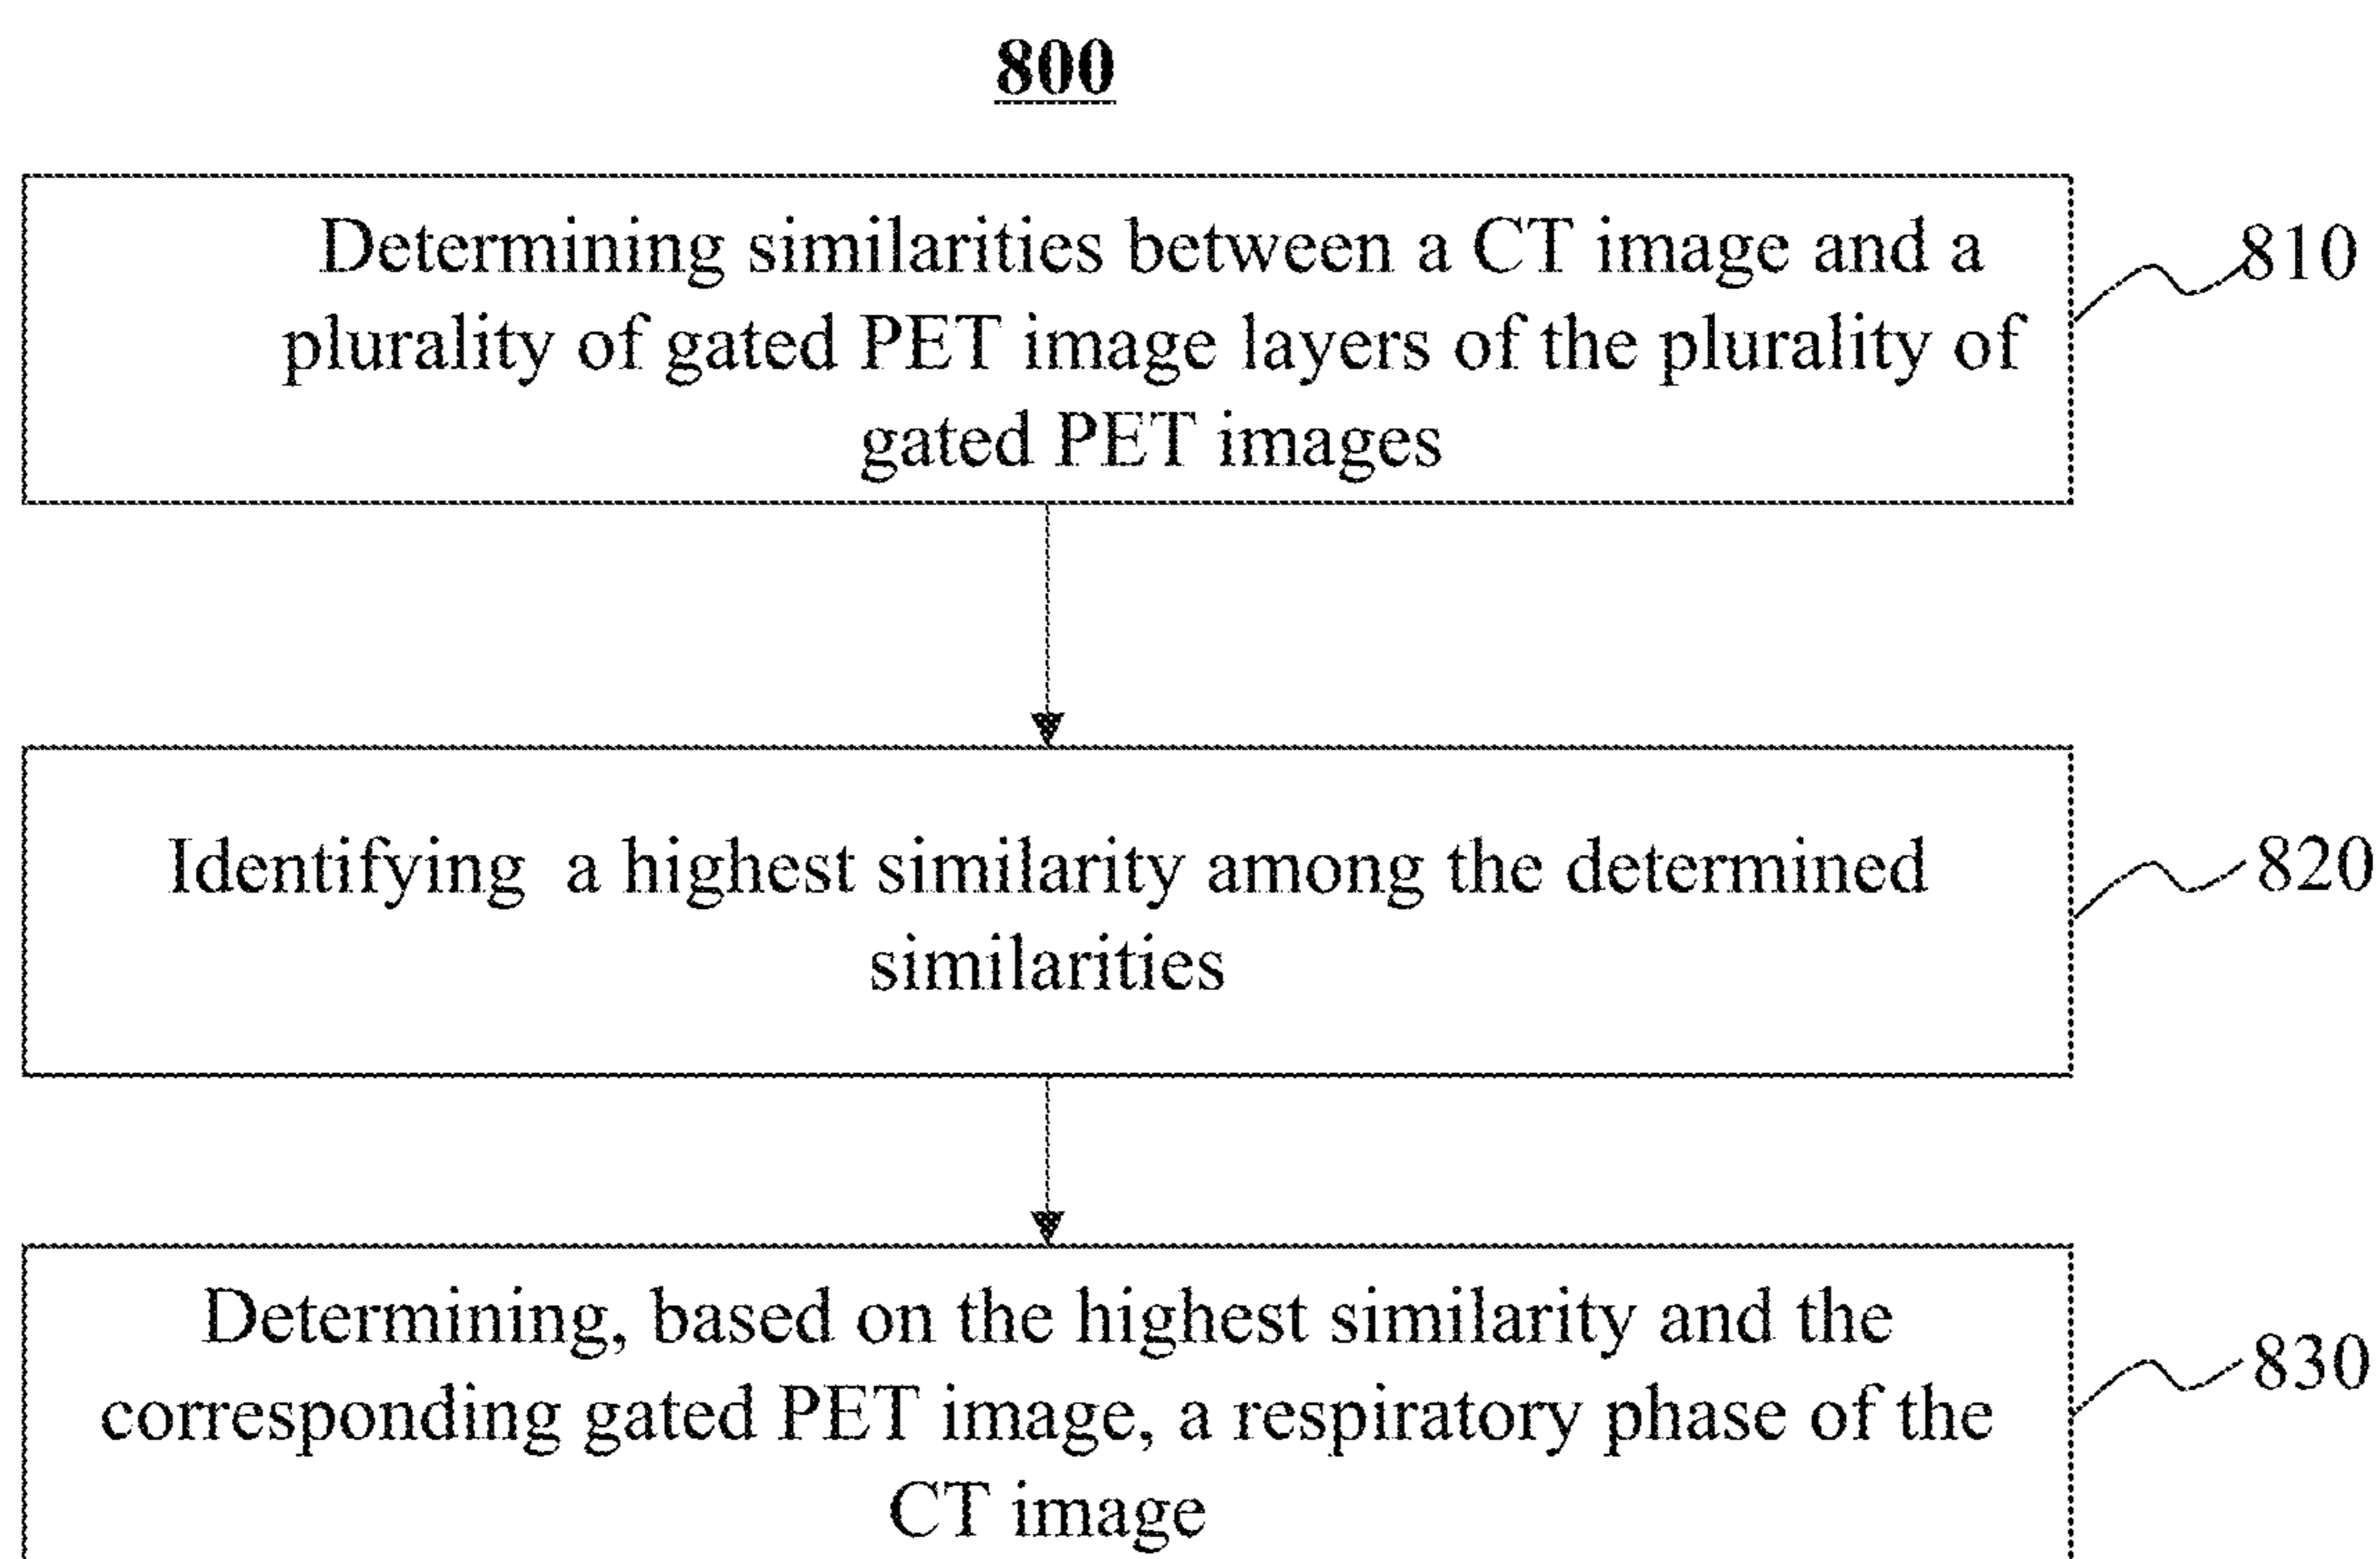 800
Determining similarities between a CT image and a
plurality of gated PET image layers of the plurality of
gated PET images
810
Identifying a highest similarity among the determined
similarities
820
Determining, based on the highest similarity and the
corresponding gated PET image, a respiratory phase of the
CT image
830